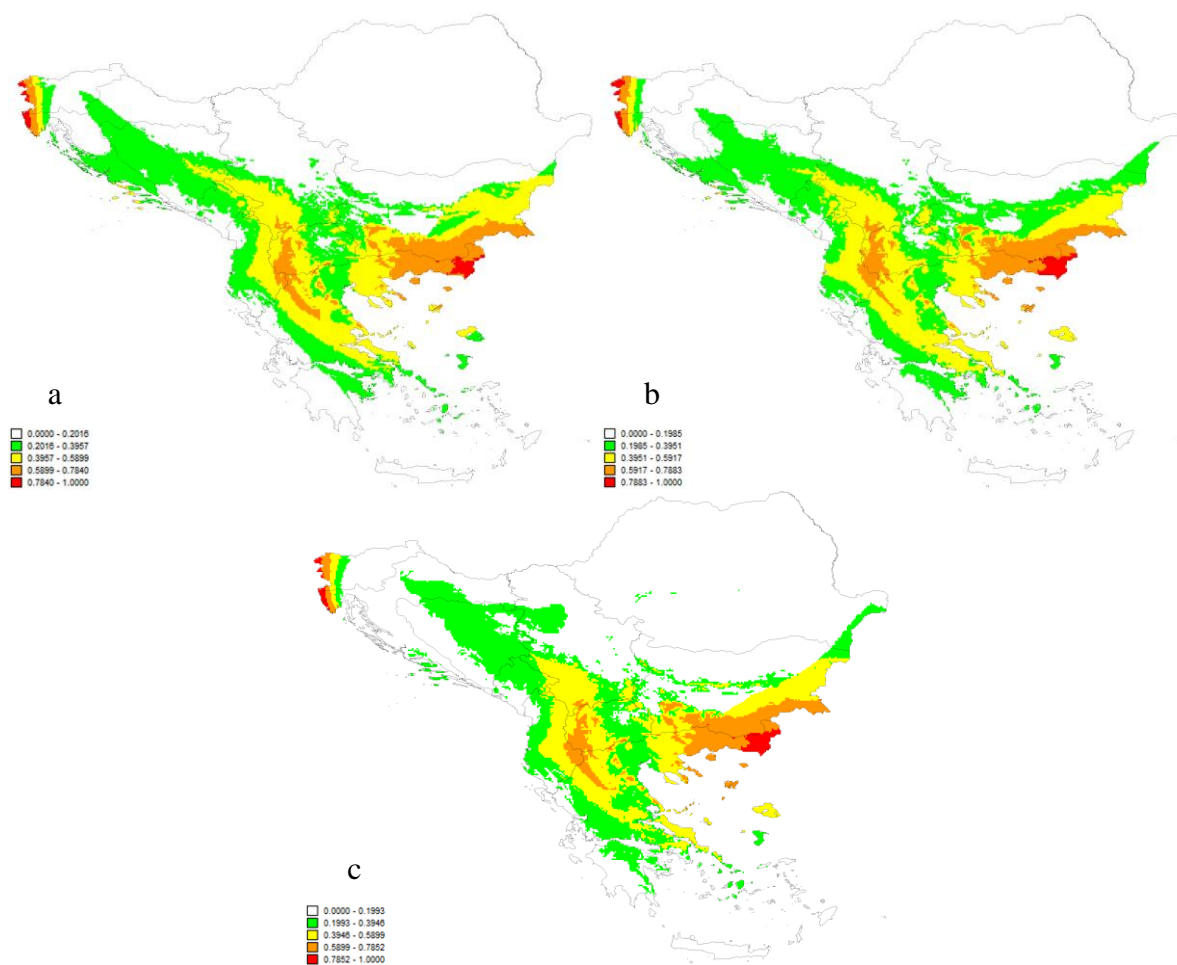 a
0.0000 - 0.2016
0.2016 - 0.3957
0.3957 - 0.5899
0.5899 - 0.7840
0.7840 - 1.0000
b
0.0000 - 0.1985
0.1985 - 0.3951
0.3951 - 0.5917
0.5917 - 0.7883
0.7883 - 1.0000
c
0.0000 - 0.1993
0.1993 - 0.3946
0.3946 - 0.5899
0.5899 - 0.7852
0.7852 - 1.0000